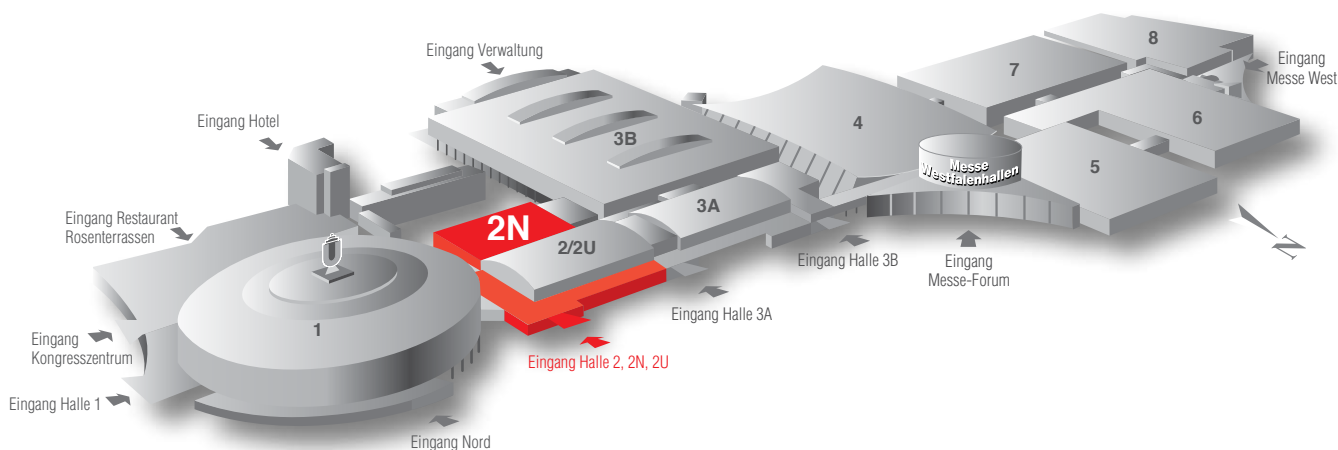 8
Eingang Verwaltung
Eingang
Messe West
7
Eingang Hotel
4
6
3B
Messe
Westfalenhallen
5
3A
Eingang Restaurant
Rosenterrassen
2N
2/2U
N
Eingang Halle 3B
Eingang
Messe-Forum
Eingang Halle 3A
1
Eingang
Kongresszentrum
Eingang Halle 2, 2N, 2U
Eingang Halle 1
Eingang Nord